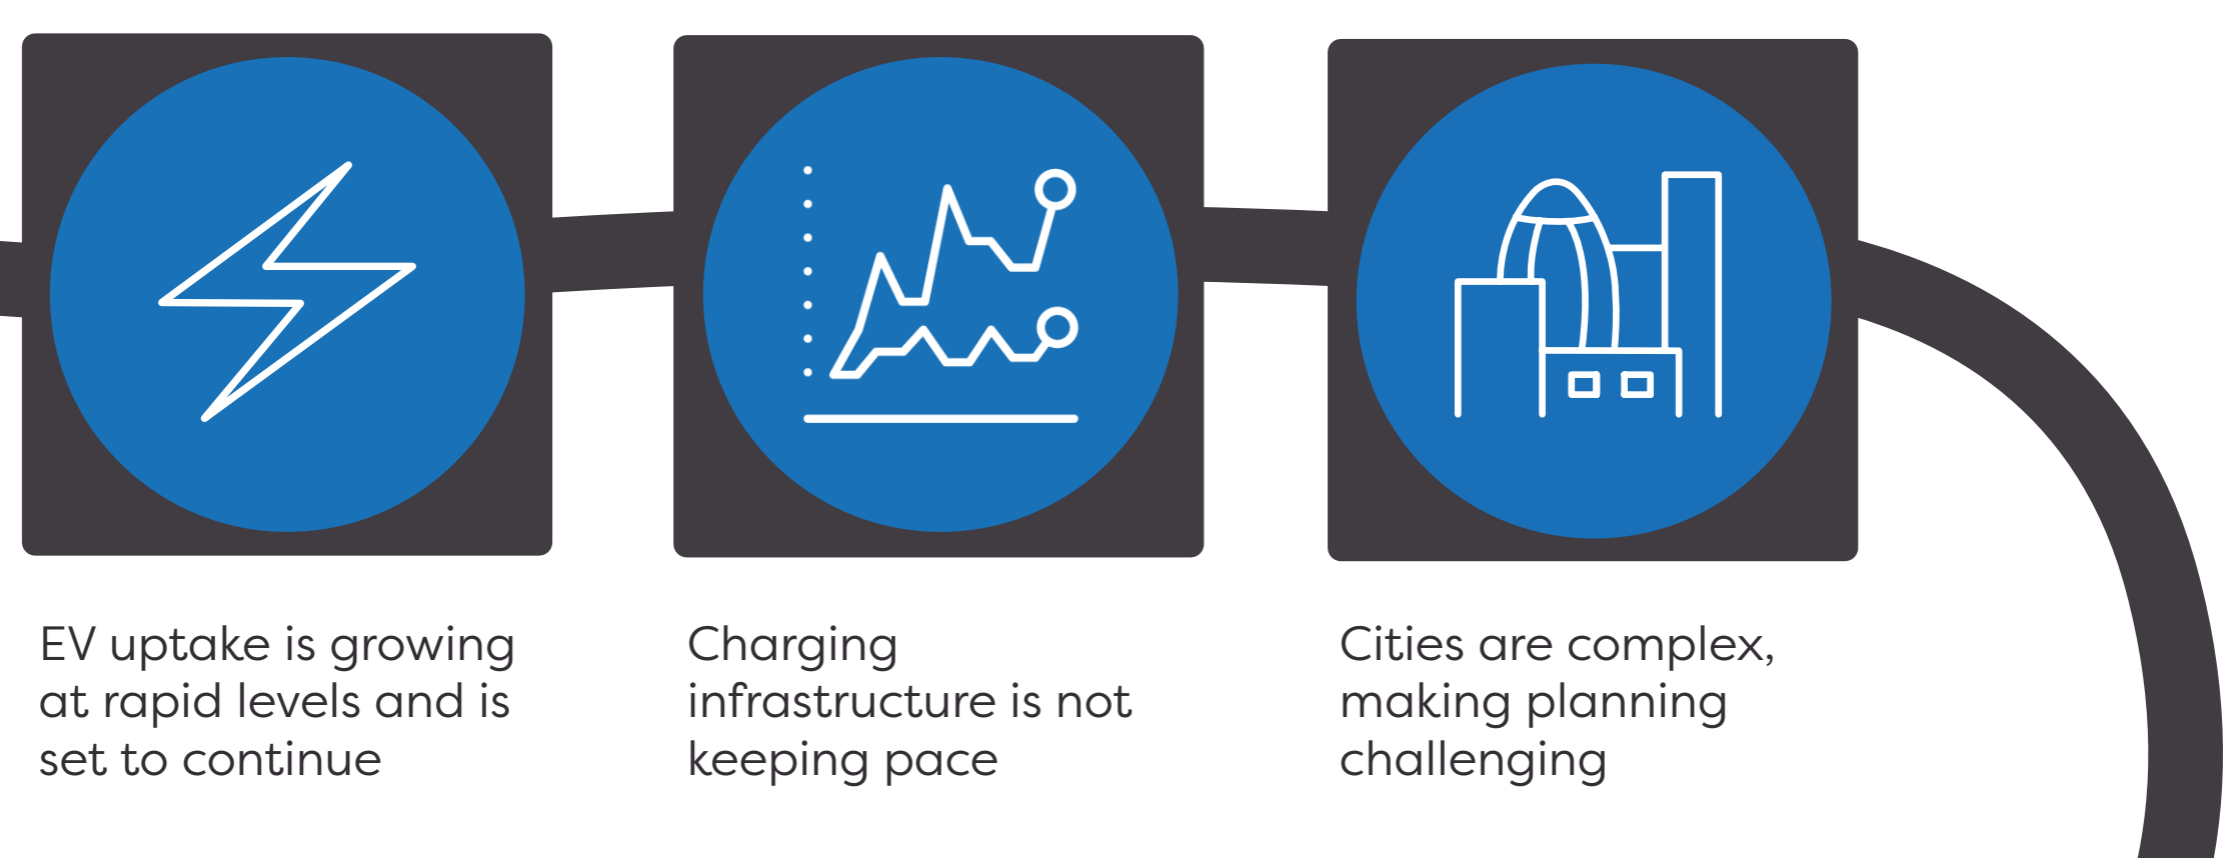 EV uptake is growing
at rapid levels and is
set to continue
Charging
infrastructure is not
keeping pace
Cities are complex,
making planning
challenging